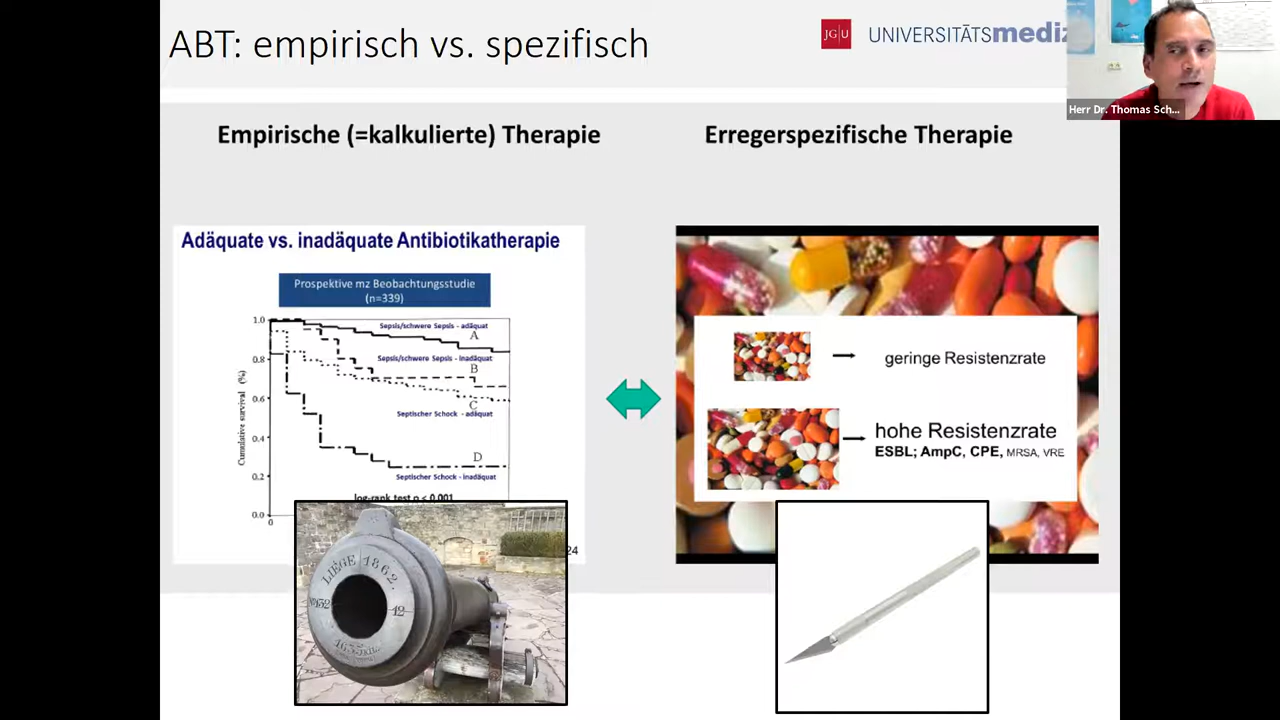 ABT: empirisch vs. spezifisch
JG|U UNIVERSITÄTSmediz
Herr Dr. Thomas Sch...
Empirische (=kalkulierte) Therapie
Erregerspezifische Therapie
Adäquate vs. inadäquate Antibiotikatherapie
Prospektive mz Beobachtungsstudie
(n=339)
1.0
0.8
0.6
0.4
0.2
0.0
0
Cumulative survival (%)
Sepsis/schwere Sepsis - adäquat
A
Sepsis/schwere Sepsis - inadäquat
B
C
Septischer Schock - adäquat
D
Septischer Schock - inadäquat
log-rank test p < 0.001
24
geringe Resistenzrate
hohe Resistenzrate
ESBL; AmpC, CPE, MRSA, VRE
LIÉGE 1862.
12